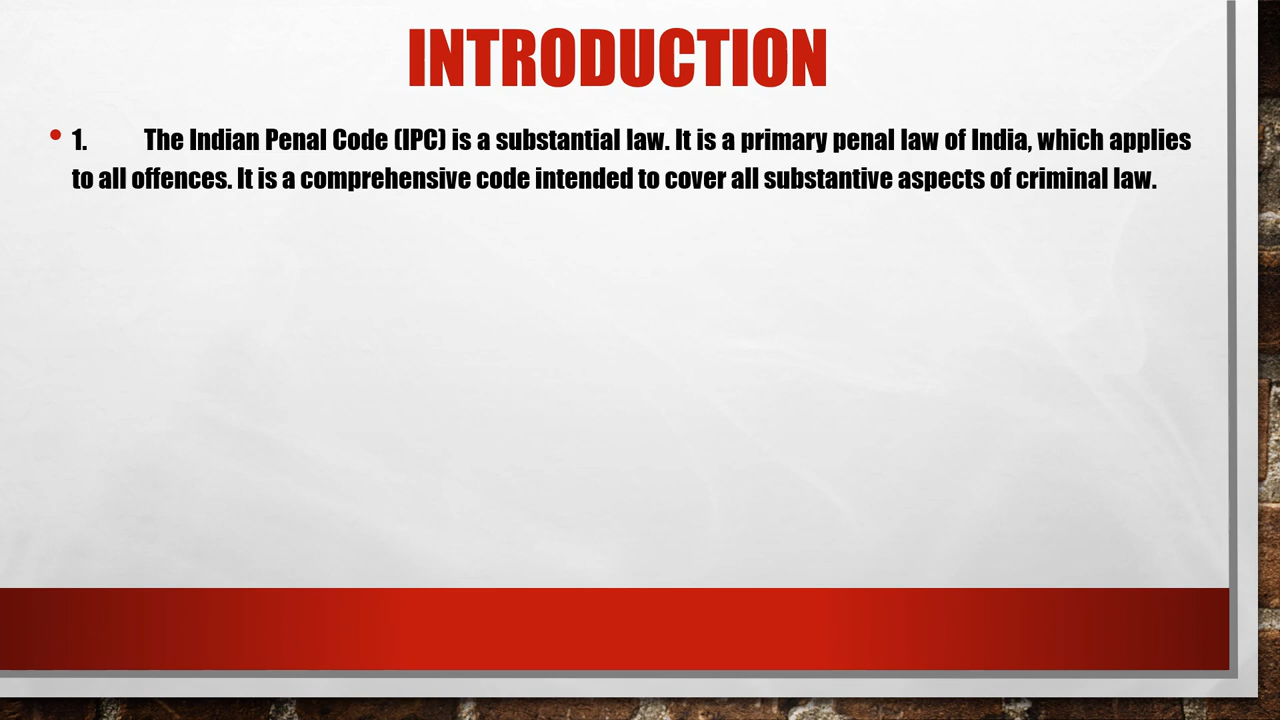 INTRODUCTION
• 1. The Indian Penal Code (IPC) is a substantial law. It is a primary penal law of India, which applies
to all offences. It is a comprehensive code intended to cover all substantive aspects of criminal law.